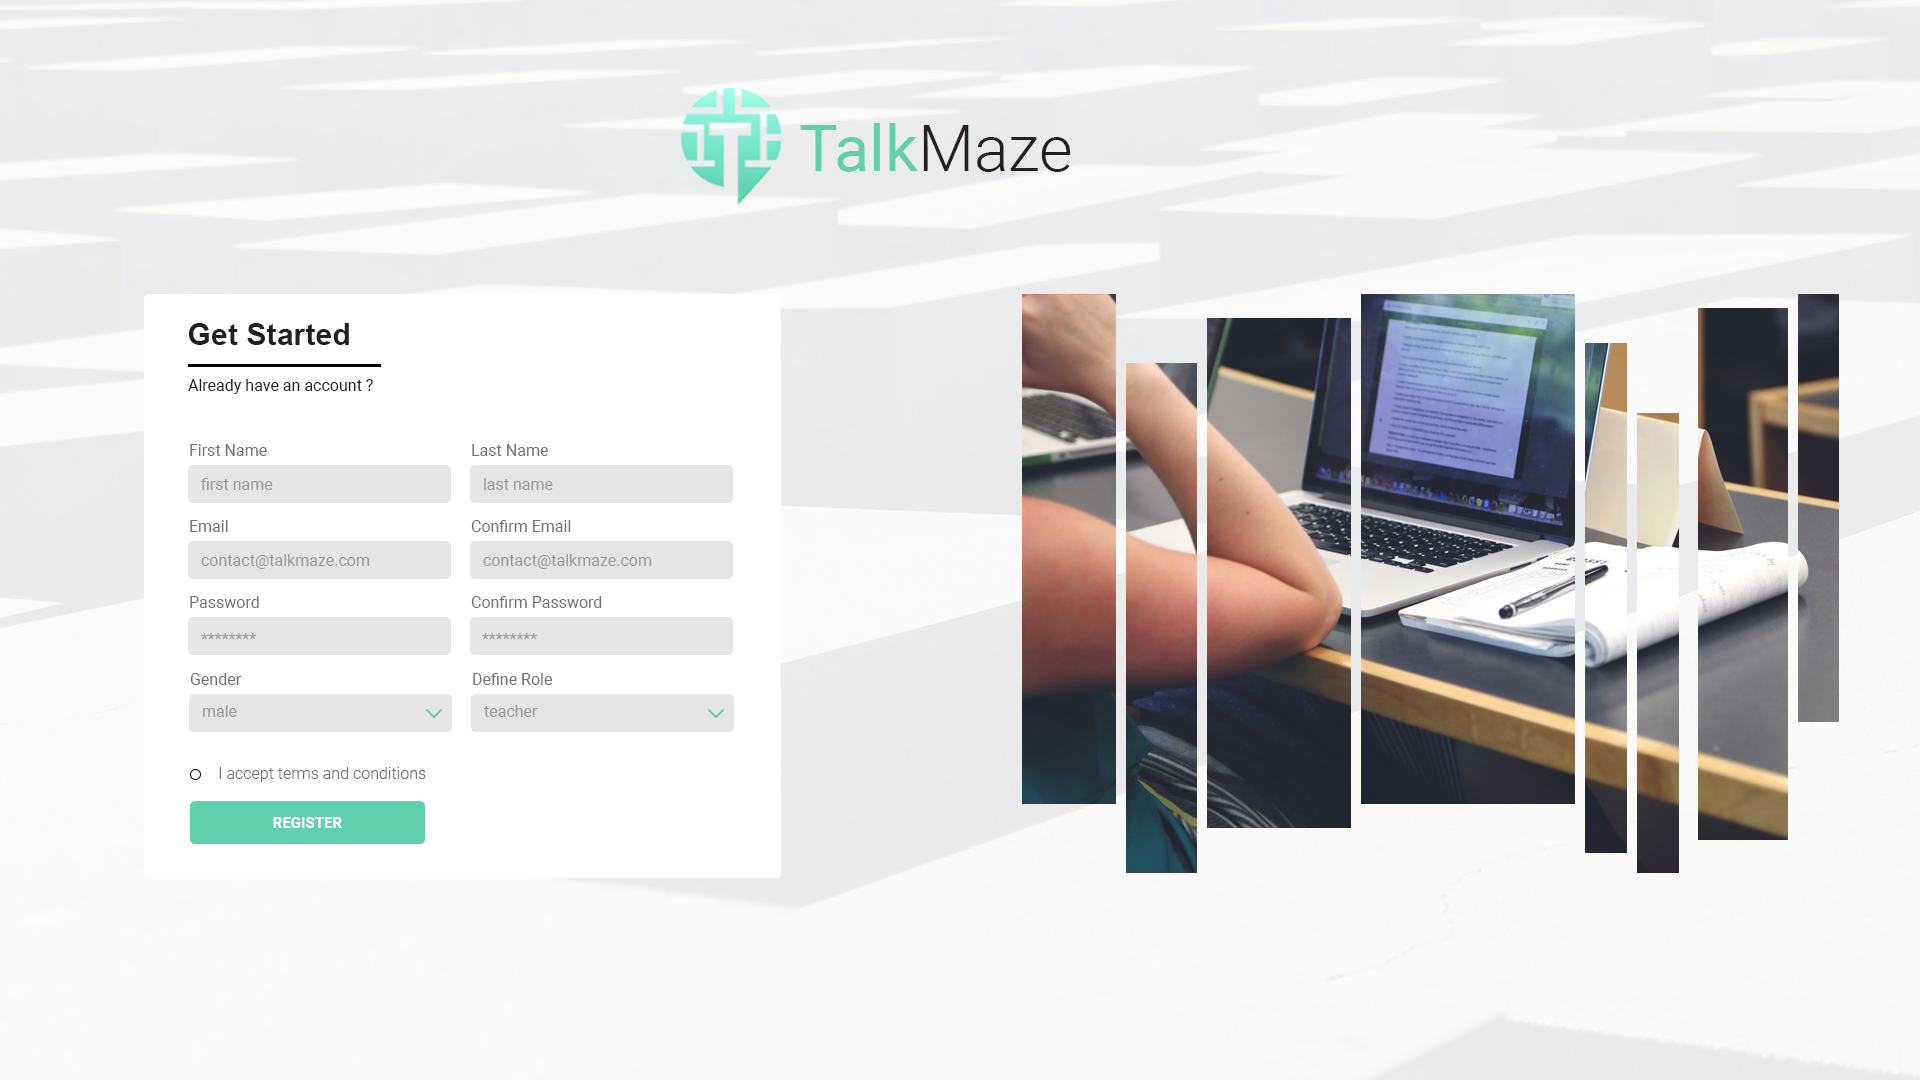 TalkMaze
Get Started
Already have an account ?
First Name
Last Name
first name
last name
Email
Confirm Email
contact@talkmaze.com
contact@talkmaze.com
Password
Confirm Password
********
********
Gender
Define Role
male
teacher
I accept terms and conditions
REGISTER